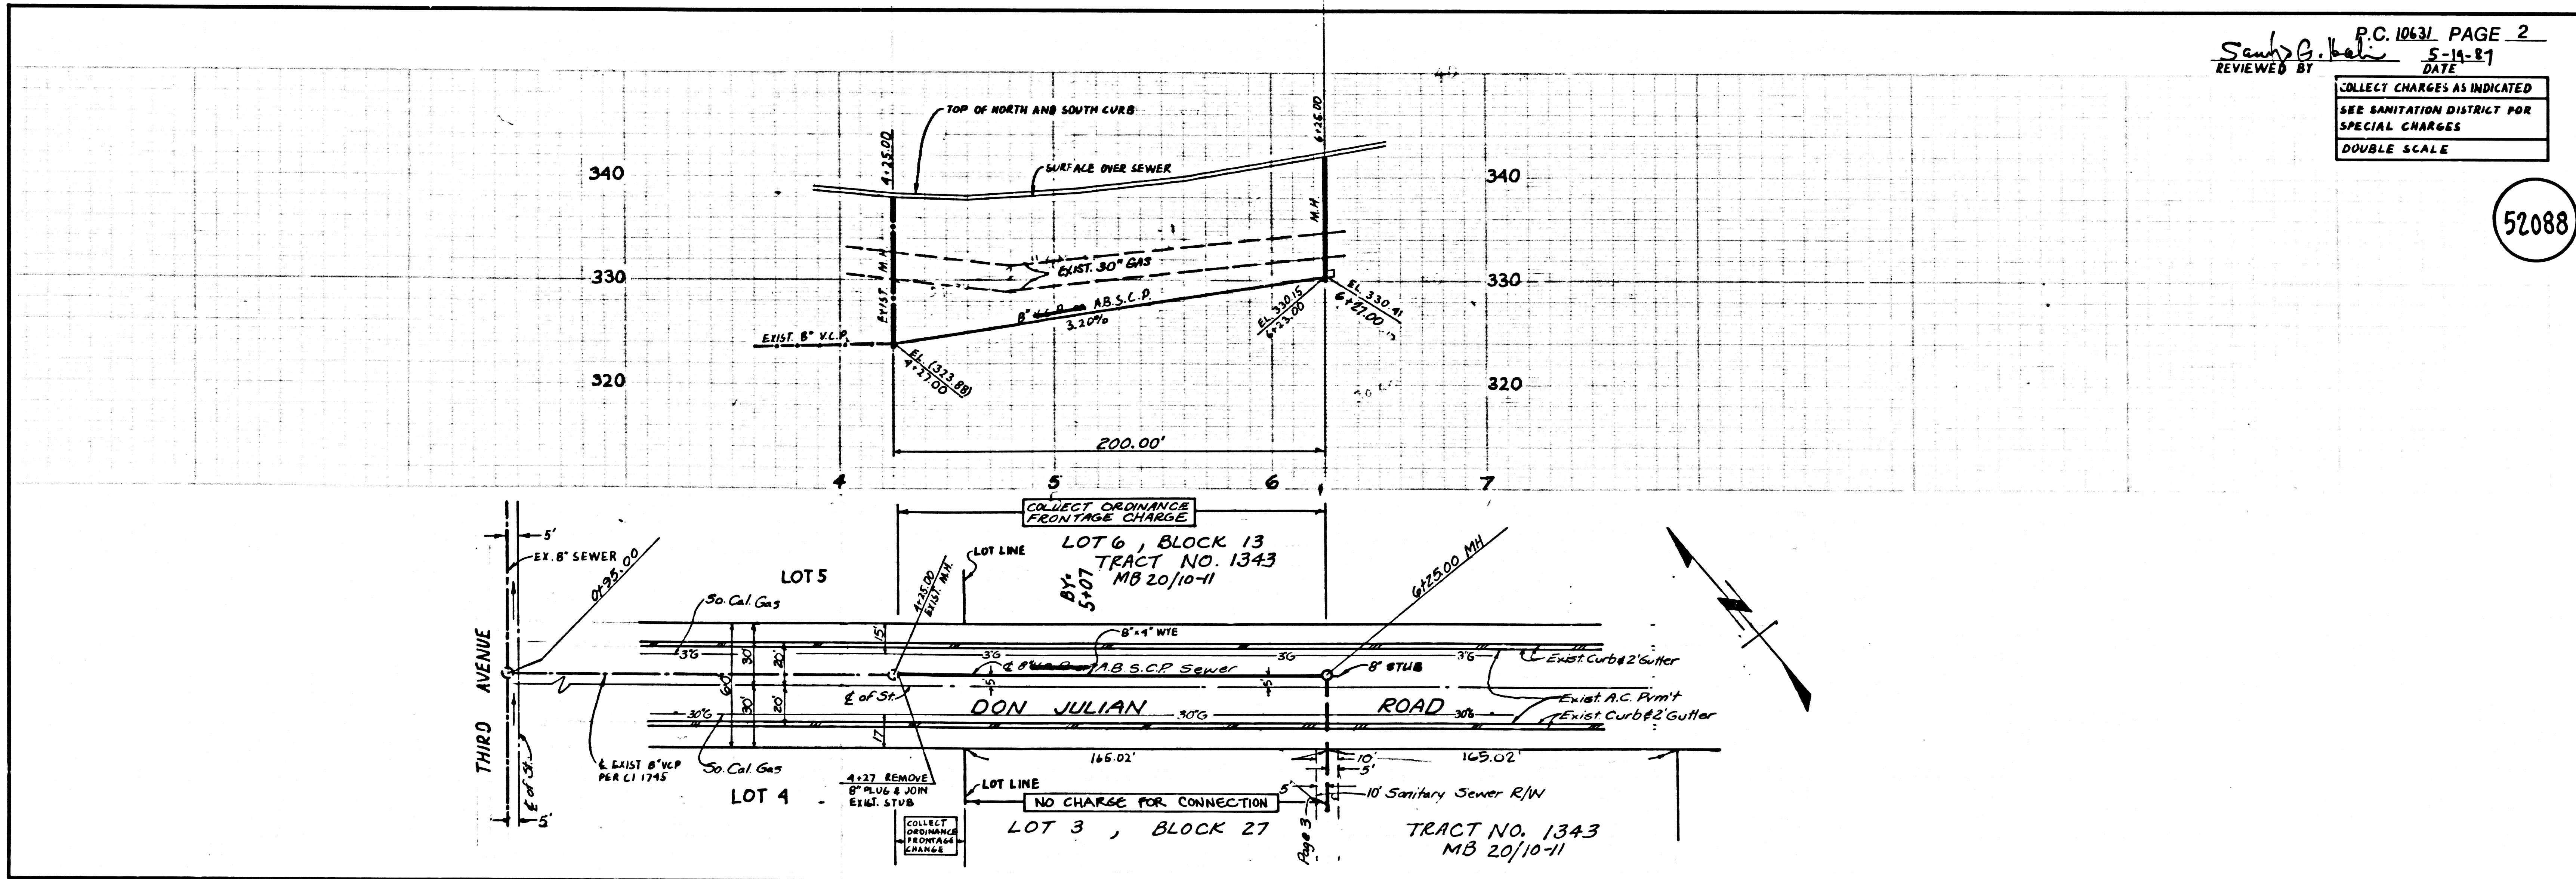 P.C. 10631 PAGE 2
5-19-87
REVIEWED BY
DATE
COLLECT CHARGES AS INDICATED
SEE SANITATION DISTRICT FOR
SPECIAL CHARGES
DOUBLE SCALE
52088
TOP OF NORTH AND SOUTH CURB
4+25.00
6+25.00
SURFACE OVER SEWER
340
340
EXIST. M.H.
M.H.
EXIST. 30" GAS
330
330
8" V.C.P. or A.B.S.C.P.
3.20%
EL. 330.15
6+23.00
EL. 330.41
6+27.00
EXIST. 8" V.C.P.
EL. (323.88)
4+27.00
320
320
200.00'
4
5
6
7
COLLECT ORDINANCE
FRONTAGE CHARGE
5'
EX. 8" SEWER
0+95.00
LOT LINE
LOT 6, BLOCK 13
TRACT NO. 1343
MB 20/10-11
BY=
5+07
6+25.00 MH
LOT 5
4+25.00
EXIST. M.H.
So. Cal. Gas
15'
8"x4" WYE
3"G
3"G
3"G
3"G
Exist. Curb & 2' Gutter
THIRD AVENUE
60'
30'
20'
℄ 8" V.C.P. or A.B.S.C.P. Sewer
8" STUB
5'
5'
℄ of St.
30'
20'
DON JULIAN ROAD
30"G
30"G
30"G
Exist. A.C. Pvm't
Exist. Curb & 2' Gutter
17'
℄ of St.
5'
℄ EXIST 8" VCP
PER CI 1745
So. Cal. Gas
165.02'
10'
5'
165.02'
LOT 4
4+27 REMOVE
8" PLUG & JOIN
EXIST. STUB
LOT LINE
NO CHARGE FOR CONNECTION
5'
10' Sanitary Sewer R/W
COLLECT
ORDINANCE
FRONTAGE
CHANGE
LOT 3, BLOCK 27
Page 3
TRACT NO. 1343
MB 20/10-11